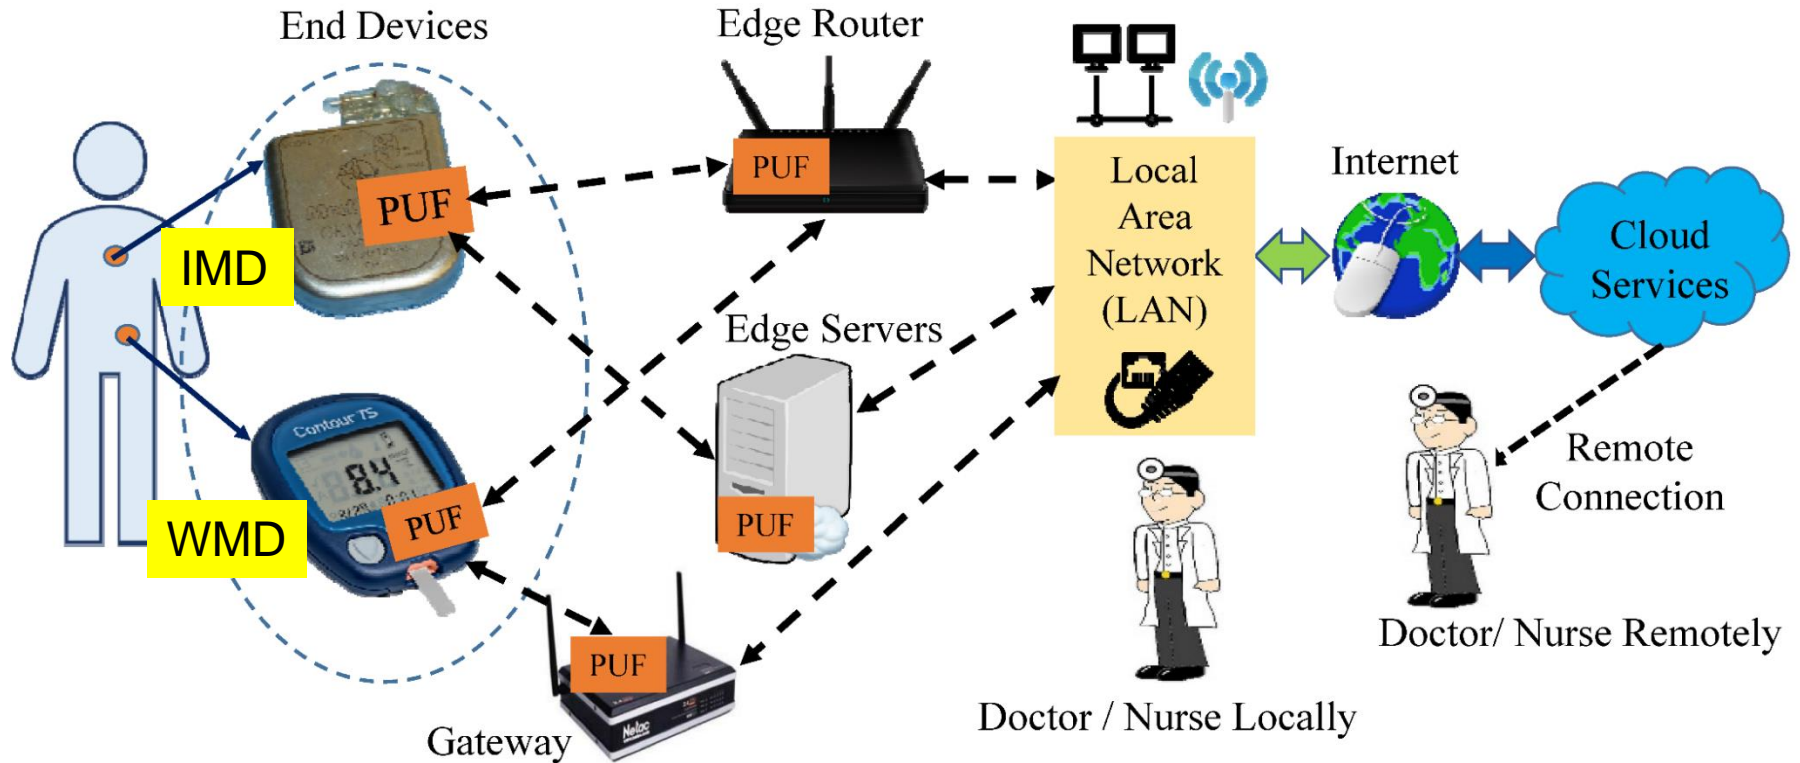 End Devices
Edge Router
PUF
PUF
IMD
Local
Area
Network
(LAN)
Internet
Cloud
Services
Edge Servers
Contour TS
8.4
PUF
WMD
PUF
Remote
Connection
PUF
Netac
Gateway
Doctor / Nurse Locally
Doctor/ Nurse Remotely